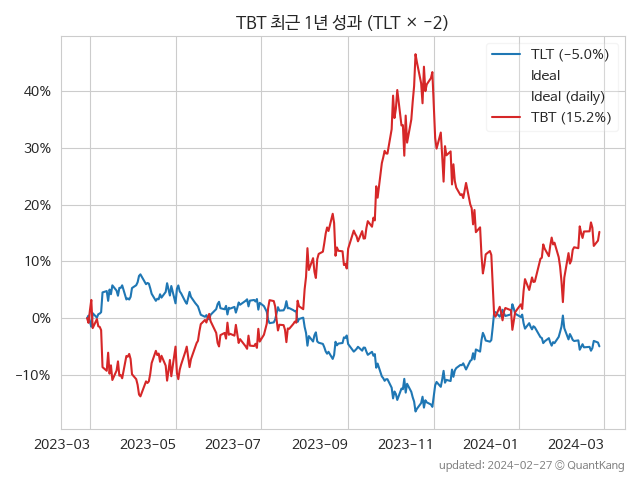 TBT 최근 1년 성과 (TLT × −2)
TLT (−5.0%)
Ideal
Ideal (daily)
TBT (15.2%)
40%
30%
20%
10%
0%
−10%
2023-03 2023-05 2023-07 2023-09 2023-11 2024-01 2024-03
updated: 2024-02-27 © QuantKang